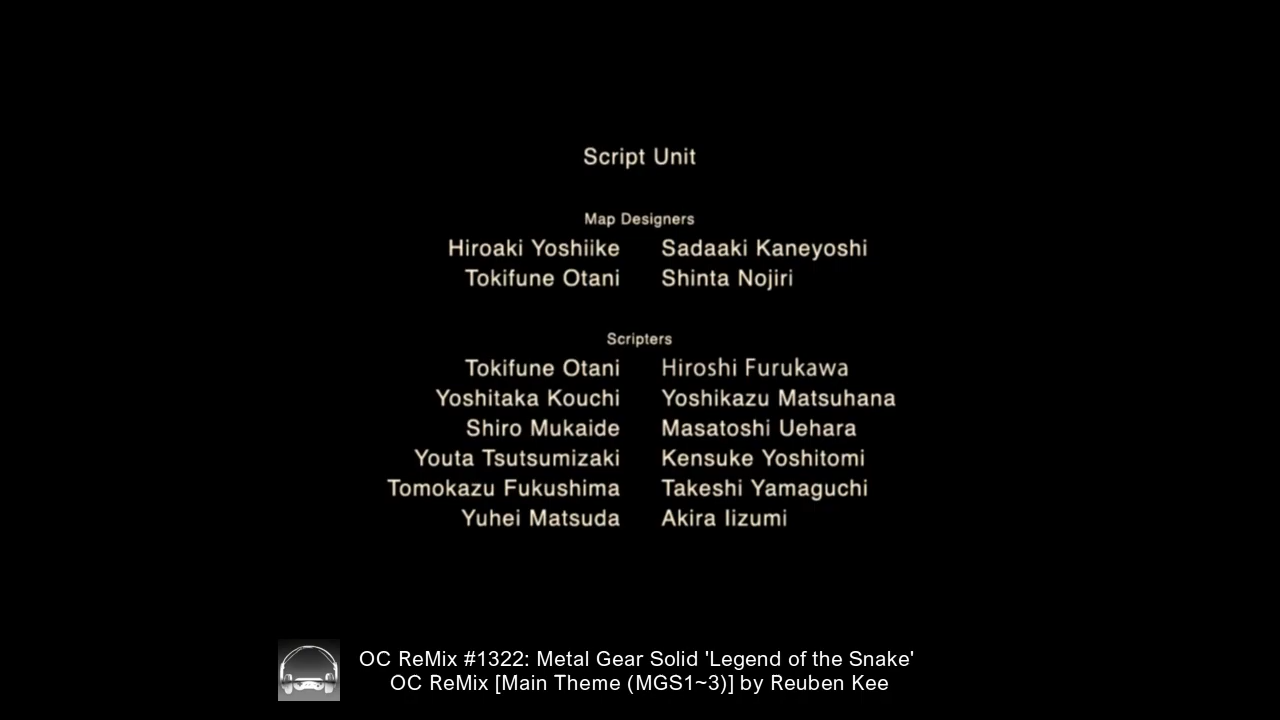 Script Unit
Map Designers
Hiroaki Yoshiike Sadaaki Kaneyoshi
Tokifune Otani Shinta Nojiri
Scripters
Tokifune Otani Hiroshi Furukawa
Yoshitaka Kouchi Yoshikazu Matsuhana
Shiro Mukaide Masatoshi Uehara
Youta Tsutsumizaki Kensuke Yoshitomi
Tomokazu Fukushima Takeshi Yamaguchi
Yuhei Matsuda Akira Iizumi
OC ReMix #1322: Metal Gear Solid 'Legend of the Snake'
OC ReMix [Main Theme (MGS1~3)] by Reuben Kee